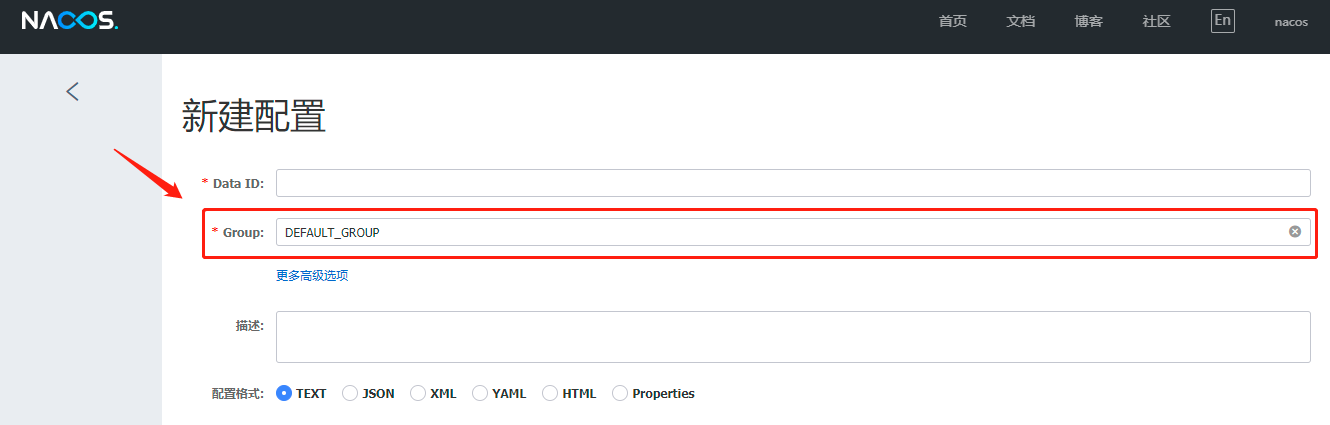 NACOS.
首页 文档 博客 社区 En nacos
新建配置
* Data ID:
* Group: DEFAULT_GROUP
更多高级选项
描述:
配置格式: TEXT JSON XML YAML HTML Properties